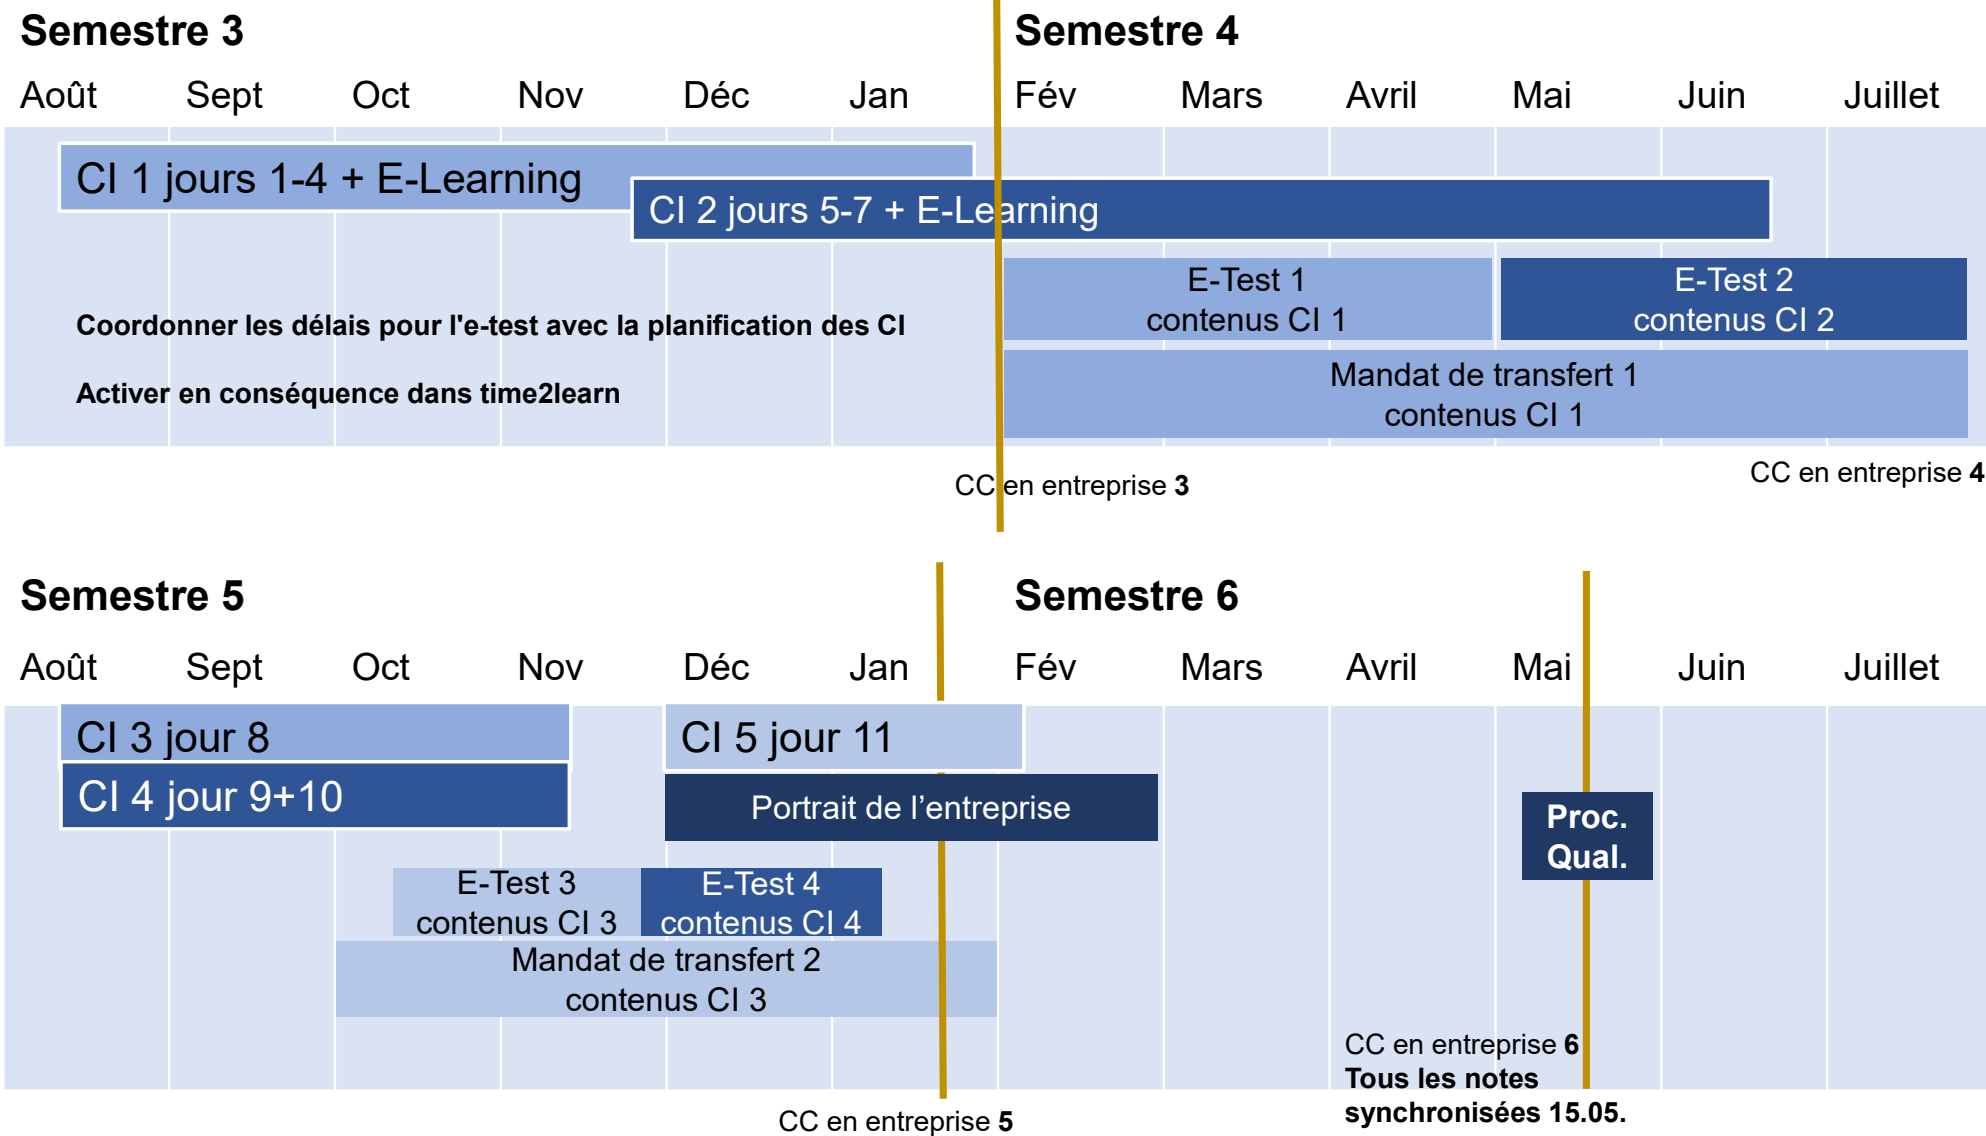 Semestre 3
Semestre 4
Août Sept Oct Nov Déc Jan Fév Mars Avril Mai Juin Juillet
CI 1 jours 1-4 + E-Learning
CI 2 jours 5-7 + E-Learning
E-Test 1
contenus CI 1
E-Test 2
contenus CI 2
Coordonner les délais pour l'e-test avec la planification des CI
Activer en conséquence dans time2learn
Mandat de transfert 1
contenus CI 1
CC en entreprise 3
CC en entreprise 4
Semestre 5
Semestre 6
Août Sept Oct Nov Déc Jan Fév Mars Avril Mai Juin Juillet
CI 3 jour 8
CI 5 jour 11
CI 4 jour 9+10
Portrait de l’entreprise
Proc.
Qual.
E-Test 3
contenus CI 3
E-Test 4
contenus CI 4
Mandat de transfert 2
contenus CI 3
CC en entreprise 6
Tous les notes
synchronisées 15.05.
CC en entreprise 5